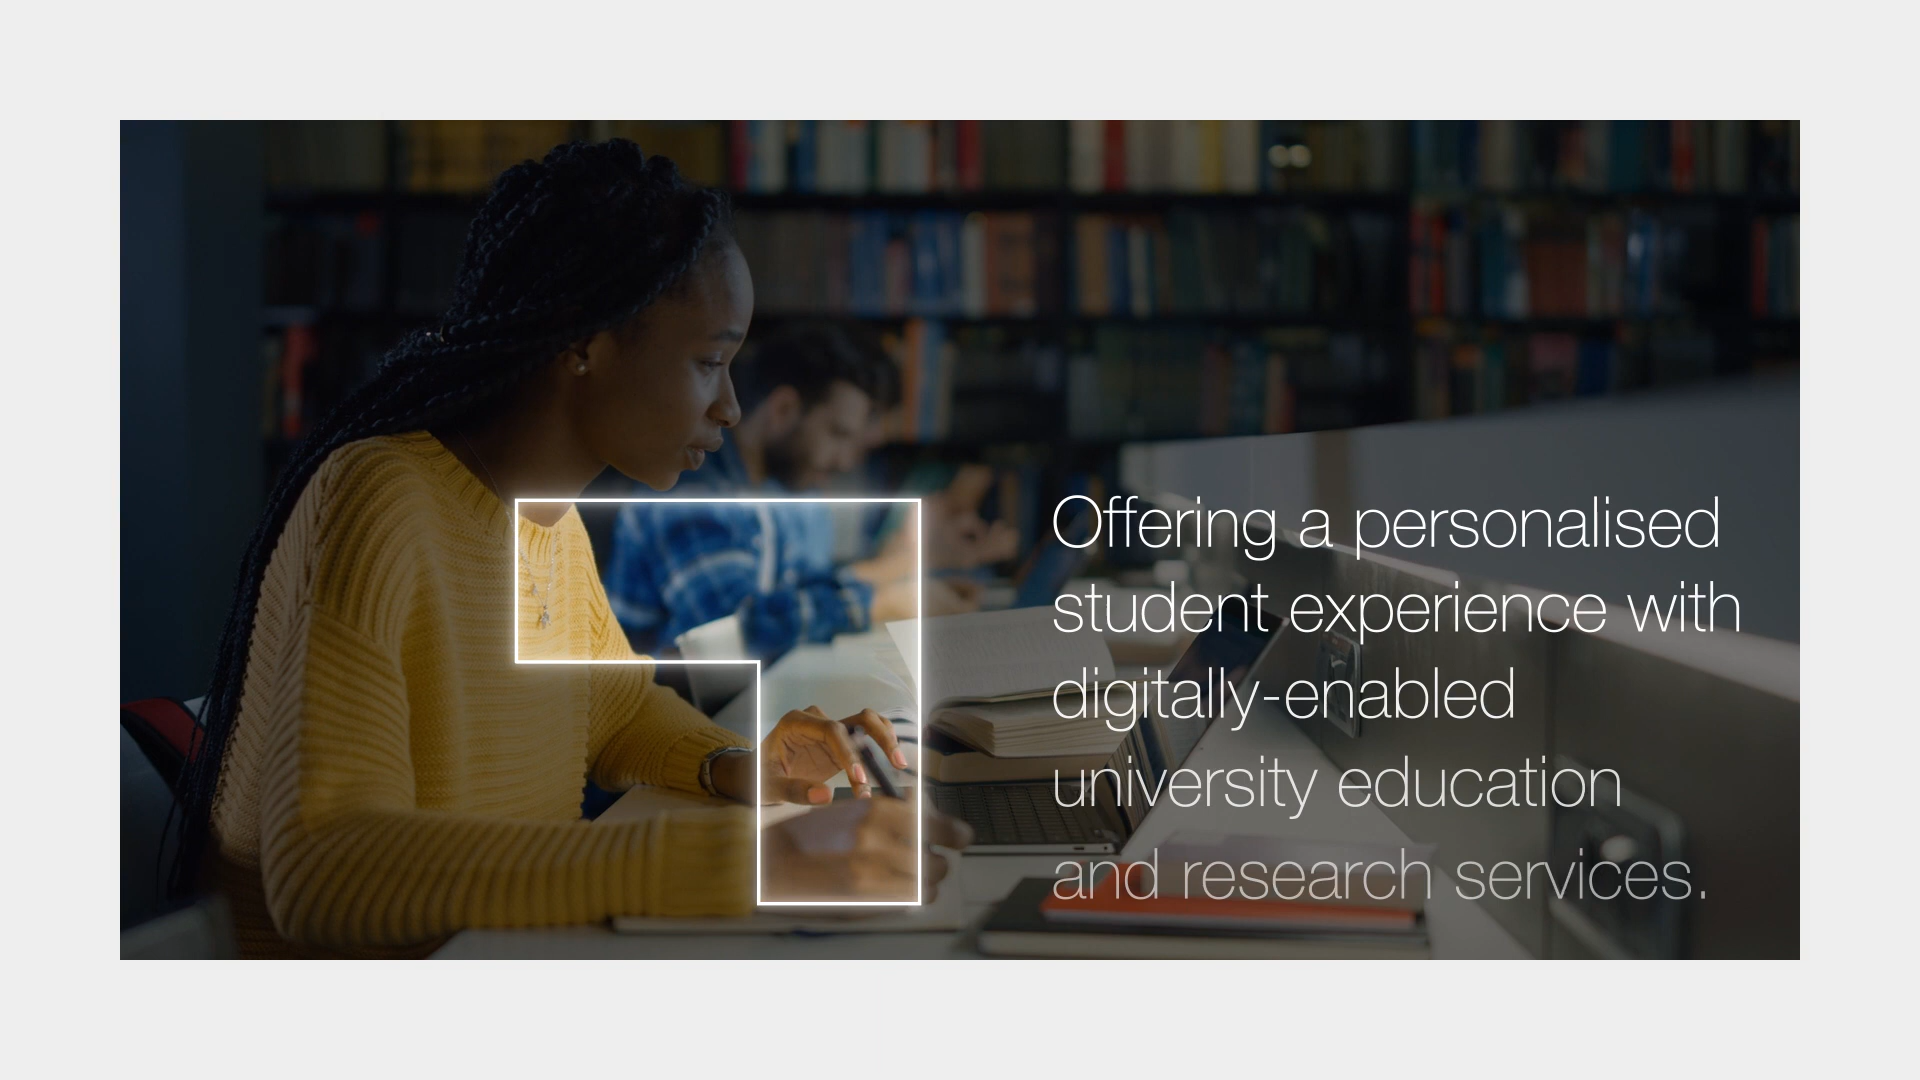 Offering a personalised
student experience with
digitally-enabled
university education
and research services.